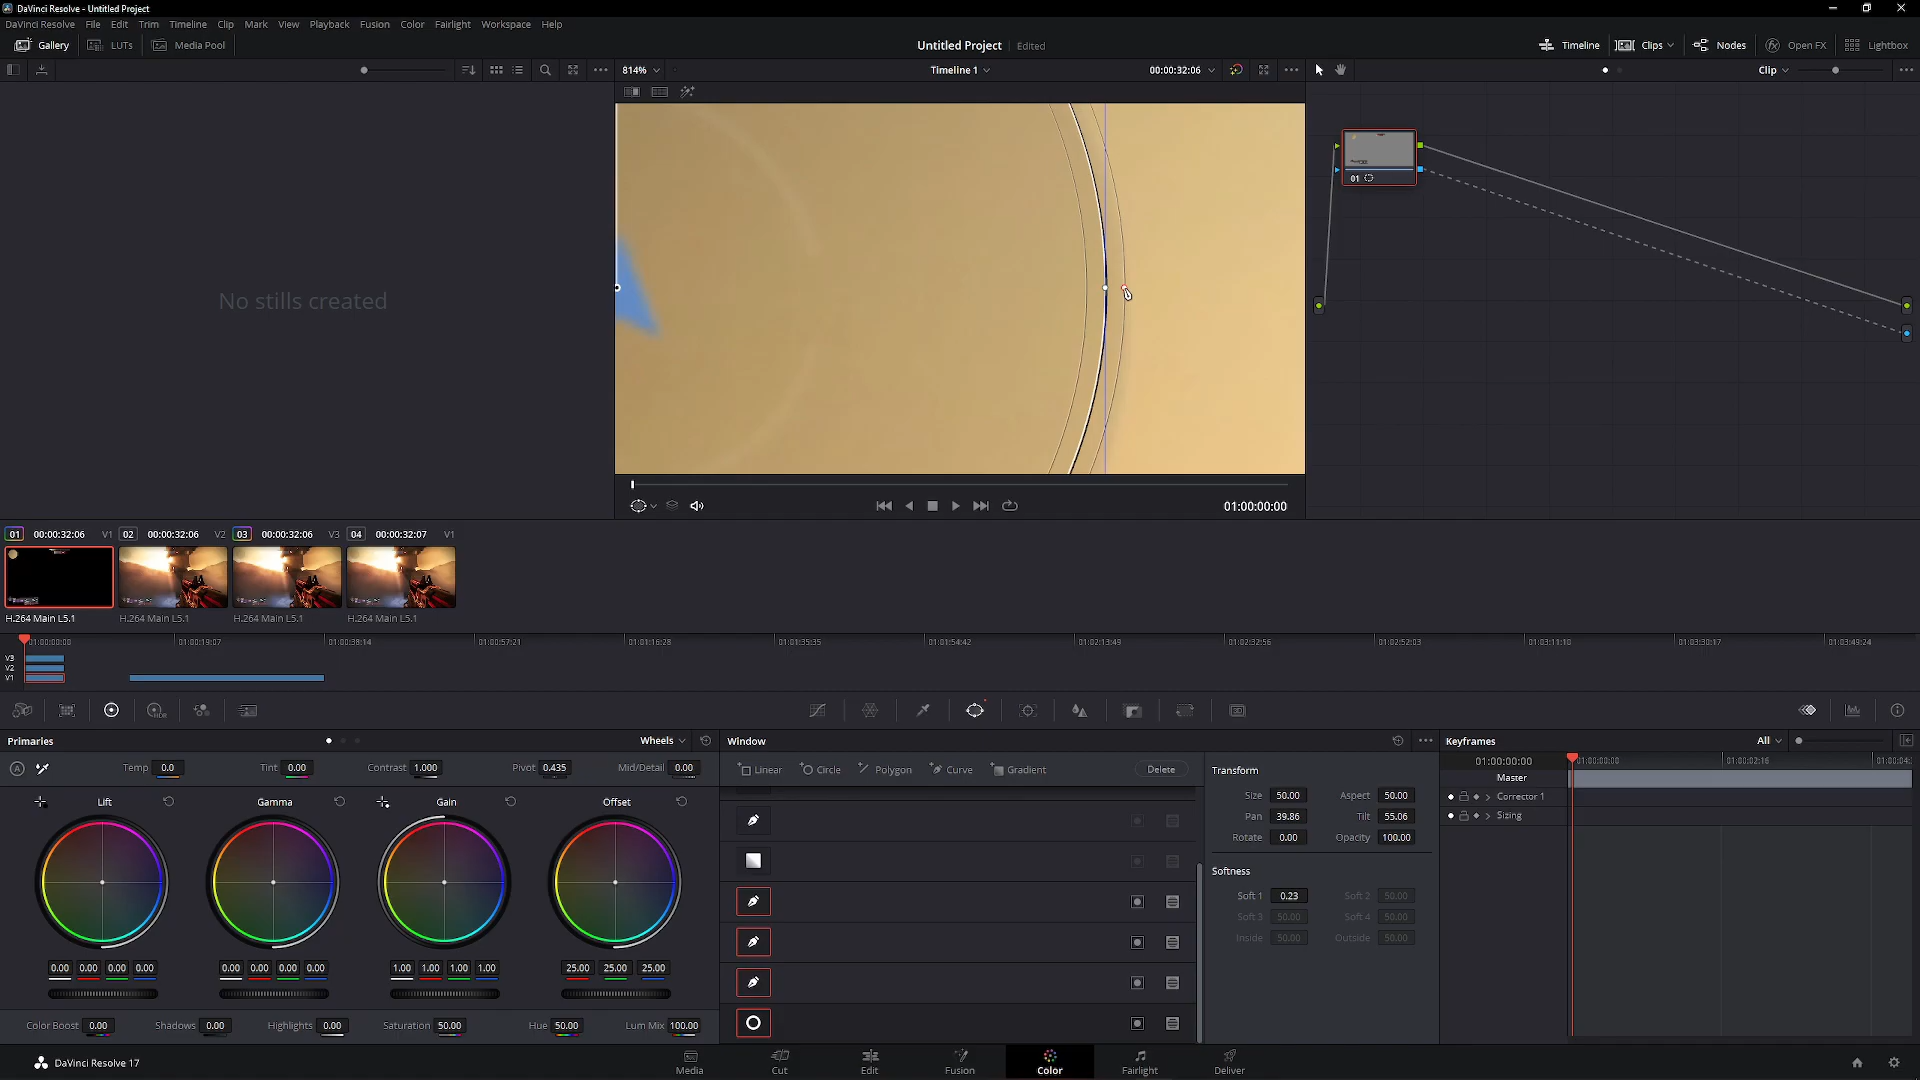 DaVinci Resolve - Untitled Project
DaVinci Resolve File Edit Trim Timeline Clip Mark View Playback Fusion Color Fairlight Workspace Help
Gallery LUTs Media Pool Untitled Project Edited Timeline Clips Nodes Open FX Lightbox
814% Timeline 1 00:00:32:06 Clip
01
No stills created
01:00:00:00
01 00:00:32:06 V1 02 00:00:32:06 V2 03 00:00:32:06 V3 04 00:00:32:07 V1
H.264 Main L5.1 H.264 Main L5.1 H.264 Main L5.1 H.264 Main L5.1
01:00:00:00 01:00:19:07 01:00:38:14 01:00:57:21 01:01:16:28 01:01:35:35 01:01:54:42 01:02:13:49 01:02:32:56 01:02:52:03 01:03:11:10 01:03:30:17 01:03:49:24
V3
V2
V1
Primaries Wheels Window Keyframes All
A Temp 0.0 Tint 0.00 Contrast 1.000 Pivot 0.435 Mid/Detail 0.00
Linear Circle Polygon Curve Gradient Delete
Lift Gamma Gain Offset
0.00 0.00 0.00 0.00 0.00 0.00 0.00 0.00 1.00 1.00 1.00 1.00 25.00 25.00 25.00
Color Boost 0.00 Shadows 0.00 Highlights 0.00 Saturation 50.00 Hue 50.00 Lum Mix 100.00
Transform
Size 50.00 Aspect 50.00
Pan 39.86 Tilt 55.06
Rotate 0.00 Opacity 100.00
Softness
Soft 1 0.23 Soft 2 50.00
Soft 3 50.00 Soft 4 50.00
Inside 50.00 Outside 50.00
01:00:00:00 01:00:00:00 01:00:02:16 01:00:04:
Master
Corrector 1
Sizing
DaVinci Resolve 17 Media Cut Edit Fusion Color Fairlight Deliver